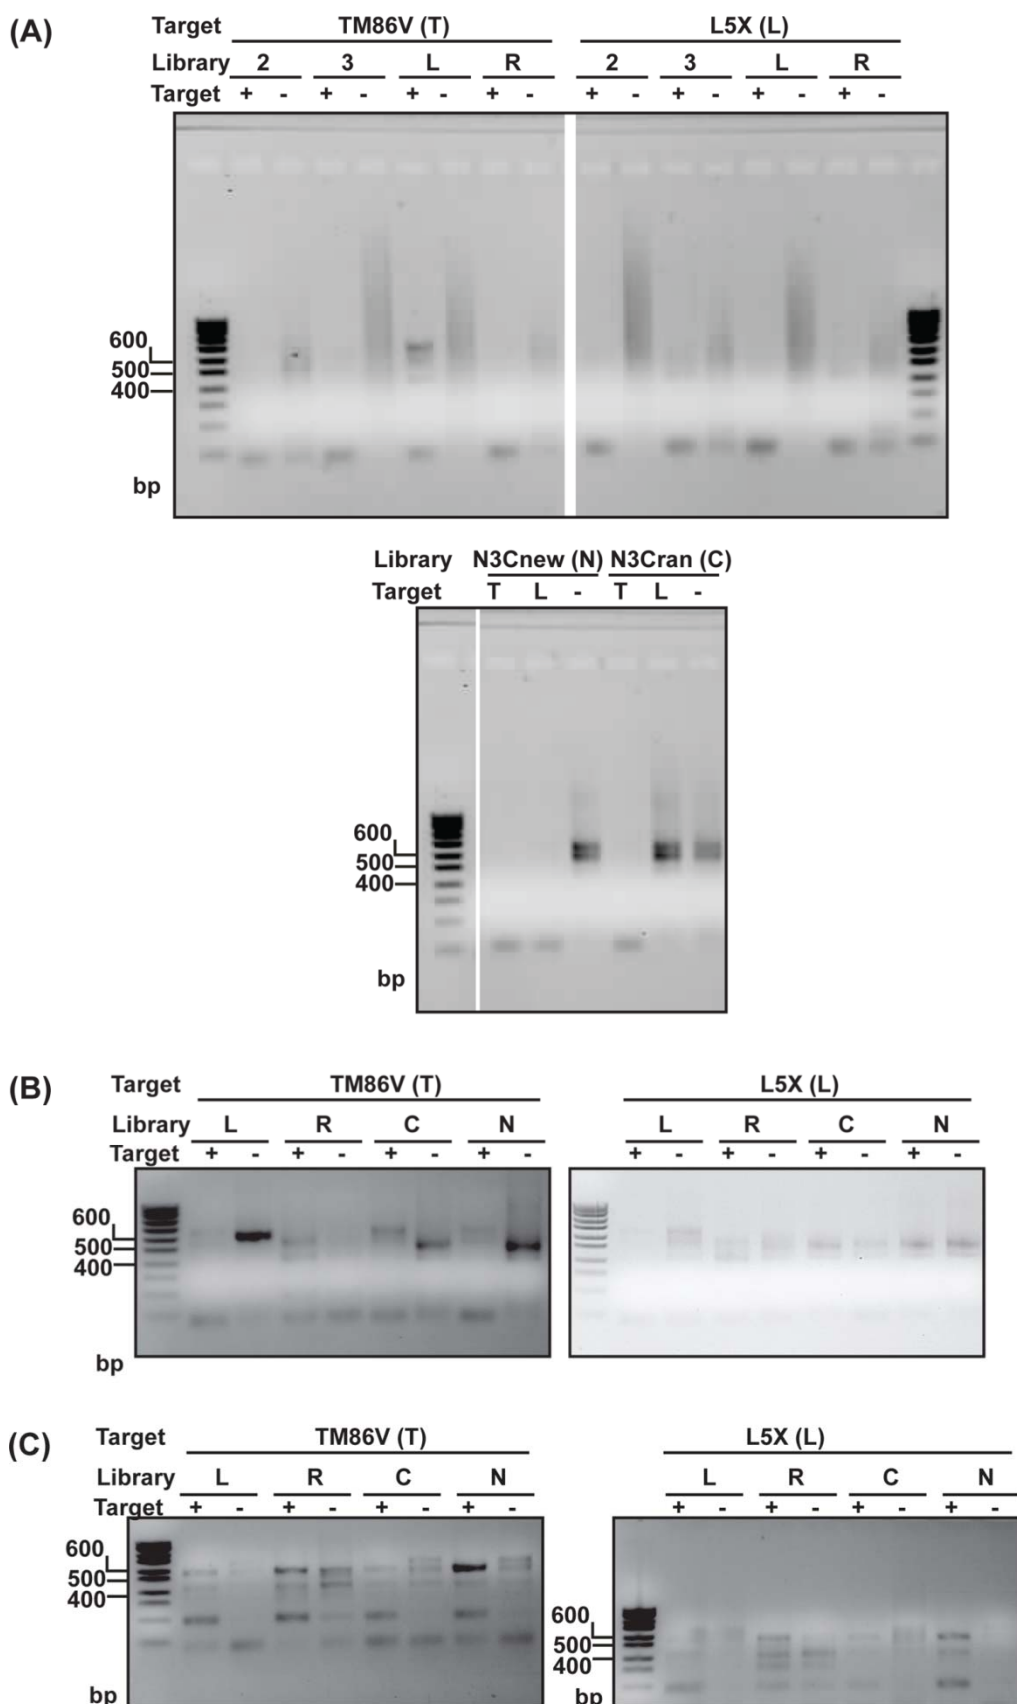 (A)
Target TM86V (T) L5X (L)
Library 2 3 L R 2 3 L R
Target + - + - + - + - + - + - + - + -
600
500
400
bp
Library N3Cnew (N) N3Cran (C)
Target T L - T L -
600
500
400
bp
(B)
Target TM86V (T) L5X (L)
Library L R C N L R C N
Target + - + - + - + - + - + - + - + -
600
500
400
bp
(C)
Target TM86V (T) L5X (L)
Library L R C N L R C N
Target + - + - + - + - + - + - + - + -
600
500
400
bp
600
500
400
bp